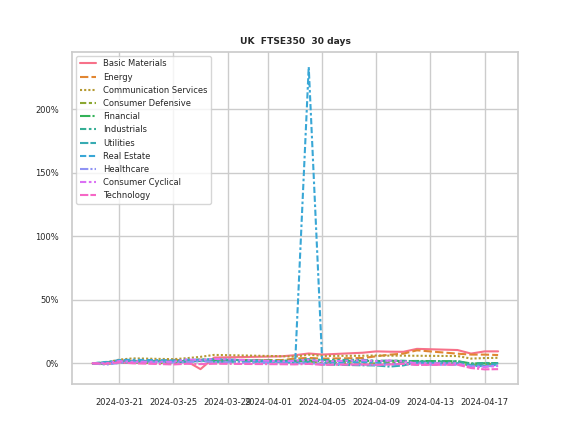 UK FTSE350 30 days
Basic Materials
Energy
Communication Services
Consumer Defensive
Financial
Industrials
Utilities
Real Estate
Healthcare
Consumer Cyclical
Technology
200%
150%
100%
50%
0%
2024-03-21 2024-03-25 2024-03-29 2024-04-01 2024-04-05 2024-04-09 2024-04-13 2024-04-17